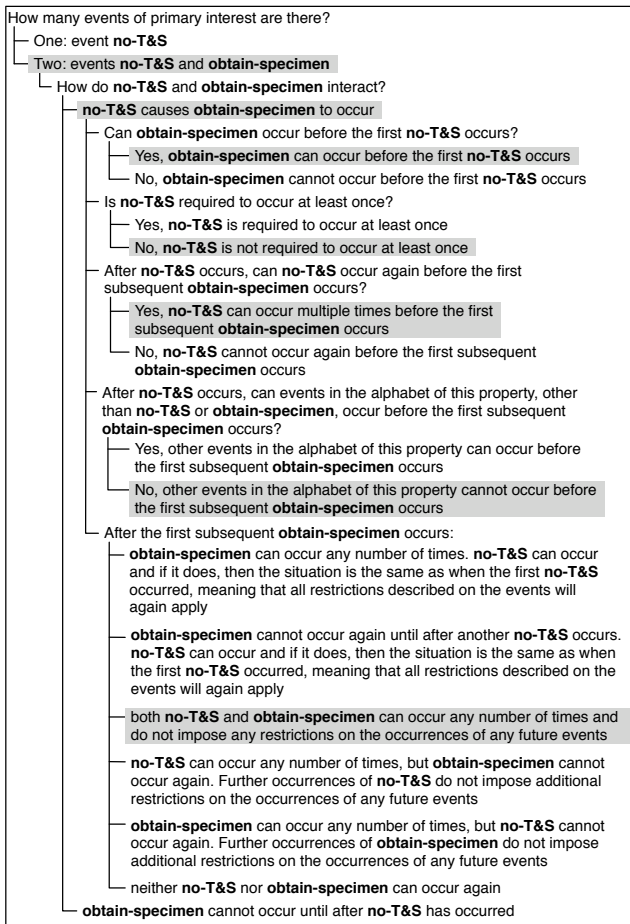 How many events of primary interest are there?
One: event no-T&S
Two: events no-T&S and obtain-specimen
How do no-T&S and obtain-specimen interact?
no-T&S causes obtain-specimen to occur
Can obtain-specimen occur before the first no-T&S occurs?
Yes, obtain-specimen can occur before the first no-T&S occurs
No, obtain-specimen cannot occur before the first no-T&S occurs
Is no-T&S required to occur at least once?
Yes, no-T&S is required to occur at least once
No, no-T&S is not required to occur at least once
After no-T&S occurs, can no-T&S occur again before the first
subsequent obtain-specimen occurs?
Yes, no-T&S can occur multiple times before the first
subsequent obtain-specimen occurs
No, no-T&S cannot occur again before the first subsequent
obtain-specimen occurs
After no-T&S occurs, can events in the alphabet of this property, other
than no-T&S or obtain-specimen, occur before the first subsequent
obtain-specimen occurs?
Yes, other events in the alphabet of this property can occur before
the first subsequent obtain-specimen occurs
No, other events in the alphabet of this property cannot occur before
the first subsequent obtain-specimen occurs
After the first subsequent obtain-specimen occurs:
obtain-specimen can occur any number of times. no-T&S can occur
and if it does, then the situation is the same as when the first no-T&S
occurred, meaning that all restrictions described on the events will
again apply
obtain-specimen cannot occur again until after another no-T&S occurs.
no-T&S can occur and if it does, then the situation is the same as when
the first no-T&S occurred, meaning that all restrictions described on the
events will again apply
both no-T&S and obtain-specimen can occur any number of times and
do not impose any restrictions on the occurrences of any future events
no-T&S can occur any number of times, but obtain-specimen cannot
occur again. Further occurrences of no-T&S do not impose additional
restrictions on the occurrences of any future events
obtain-specimen can occur any number of times, but no-T&S cannot
occur again. Further occurrences of obtain-specimen do not impose
additional restrictions on the occurrences of any future events
neither no-T&S nor obtain-specimen can occur again
obtain-specimen cannot occur until after no-T&S has occurred